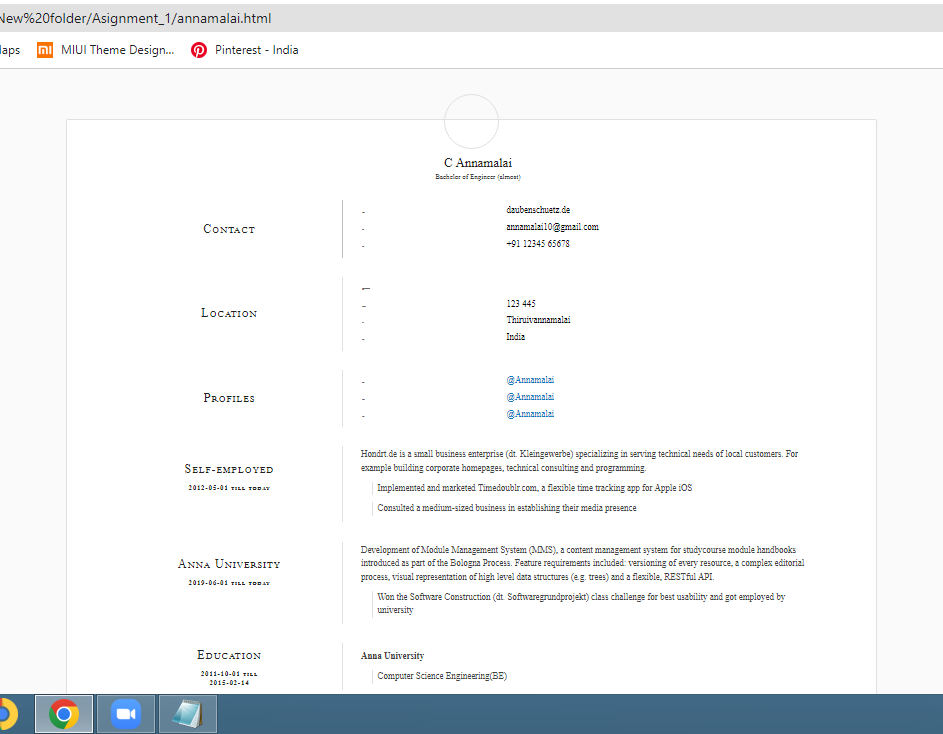 New%20folder/Asignment_1/annamalai.html
laps MIUI Theme Design... Pinterest - India
C Annamalai
Bachelor of Engineer (almost)
Contact
daubenschuetz.de
annamalai10@gmail.com
+91 12345 65678
Location
123 445
Thiruivannamalai
India
Profiles
@Annamalai
@Annamalai
@Annamalai
Self-employed
2012-05-01 till today
Hondrt.de is a small business enterprise (dt. Kleingewerbe) specializing in serving technical needs of local customers. For
example building corporate homepages, technical consulting and programming.
Implemented and marketed Timedoublr.com, a flexible time tracking app for Apple iOS
Consulted a medium-sized business in establishing their media presence
Anna University
2019-06-01 till today
Development of Module Management System (MMS), a content management system for studycourse module handbooks
introduced as part of the Bologna Process. Feature requirements included: versioning of every resource, a complex editorial
process, visual representation of high level data structures (e.g. trees) and a flexible, RESTful API.
Won the Software Construction (dt. Softwaregrundprojekt) class challenge for best usability and got employed by
university
Education
2011-10-01 till
2015-02-14
Anna University
Computer Science Engineering(BE)